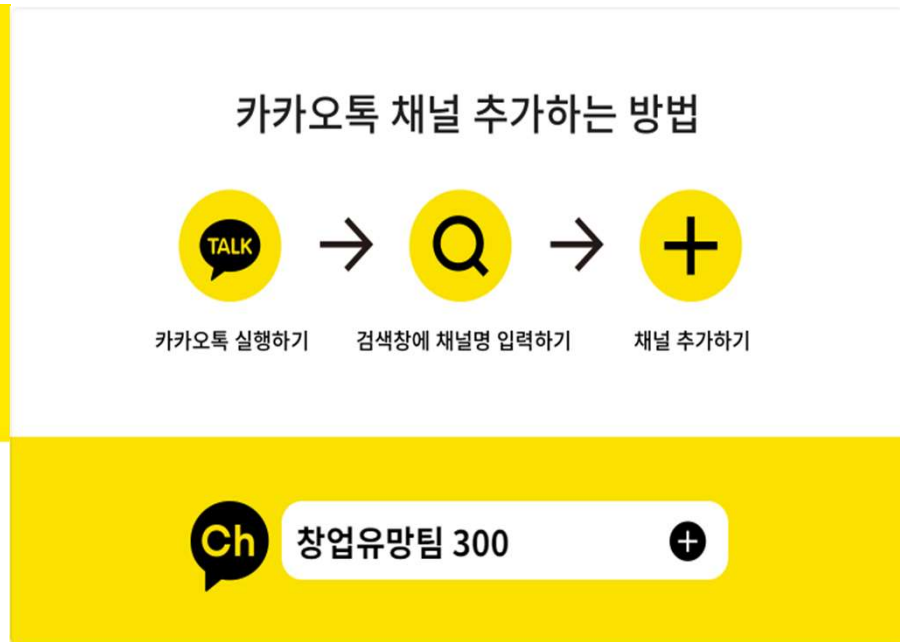 카카오톡 채널 추가하는 방법
TALK
카카오톡 실행하기
검색창에 채널명 입력하기
채널 추가하기
Ch
창업유망팀 300